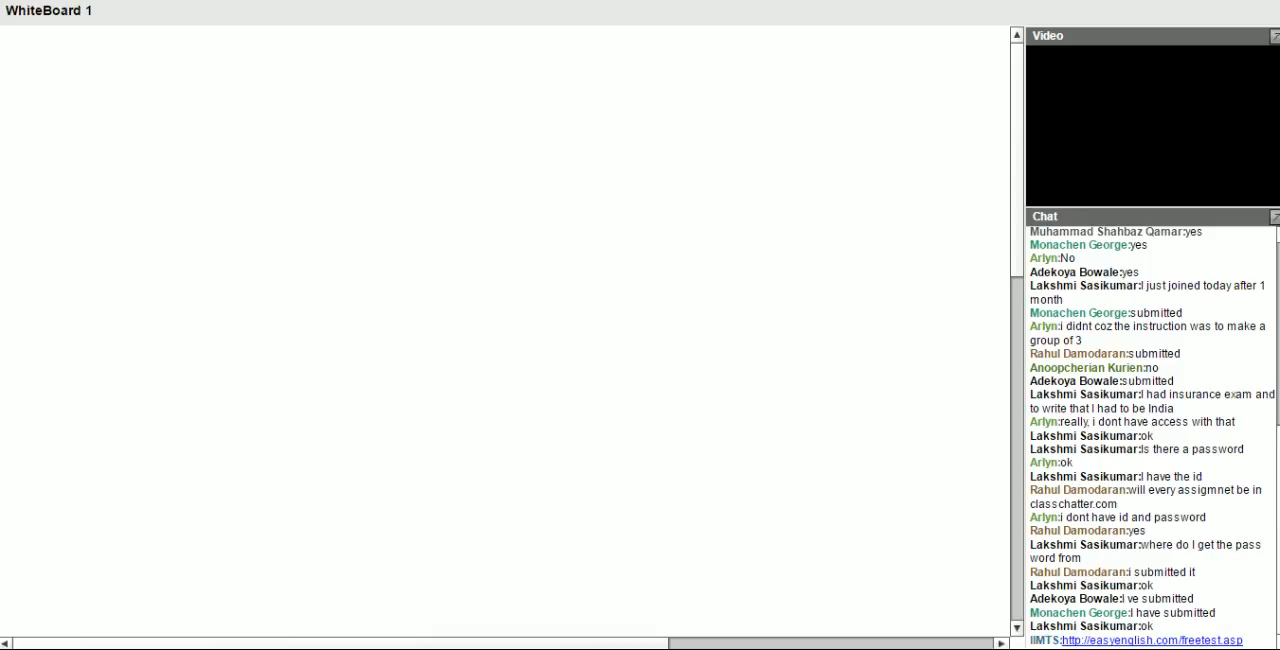 WhiteBoard 1
Video
Chat
Muhammad Shahbaz Qamar:yes
Monachen George:yes
Arlyn:No
Adekoya Bowale:yes
Lakshmi Sasikumar:I just joined today after 1
month
Monachen George:submitted
Arlyn:i didnt coz the instruction was to make a
group of 3
Rahul Damodaran:submitted
Anoopcherian Kurien:no
Adekoya Bowale:submitted
Lakshmi Sasikumar:I had insurance exam and
to write that I had to be India
Arlyn:really, i dont have access with that
Lakshmi Sasikumar:ok
Lakshmi Sasikumar:Is there a password
Arlyn:ok
Lakshmi Sasikumar:I have the id
Rahul Damodaran:will every assigmnet be in
classchatter.com
Arlyn:i dont have id and password
Rahul Damodaran:yes
Lakshmi Sasikumar:where do I get the pass
word from
Rahul Damodaran:i submitted it
Lakshmi Sasikumar:ok
Adekoya Bowale:I ve submitted
Monachen George:I have submitted
Lakshmi Sasikumar:ok
IIMTS:http://easyenglish.com/freetest.asp